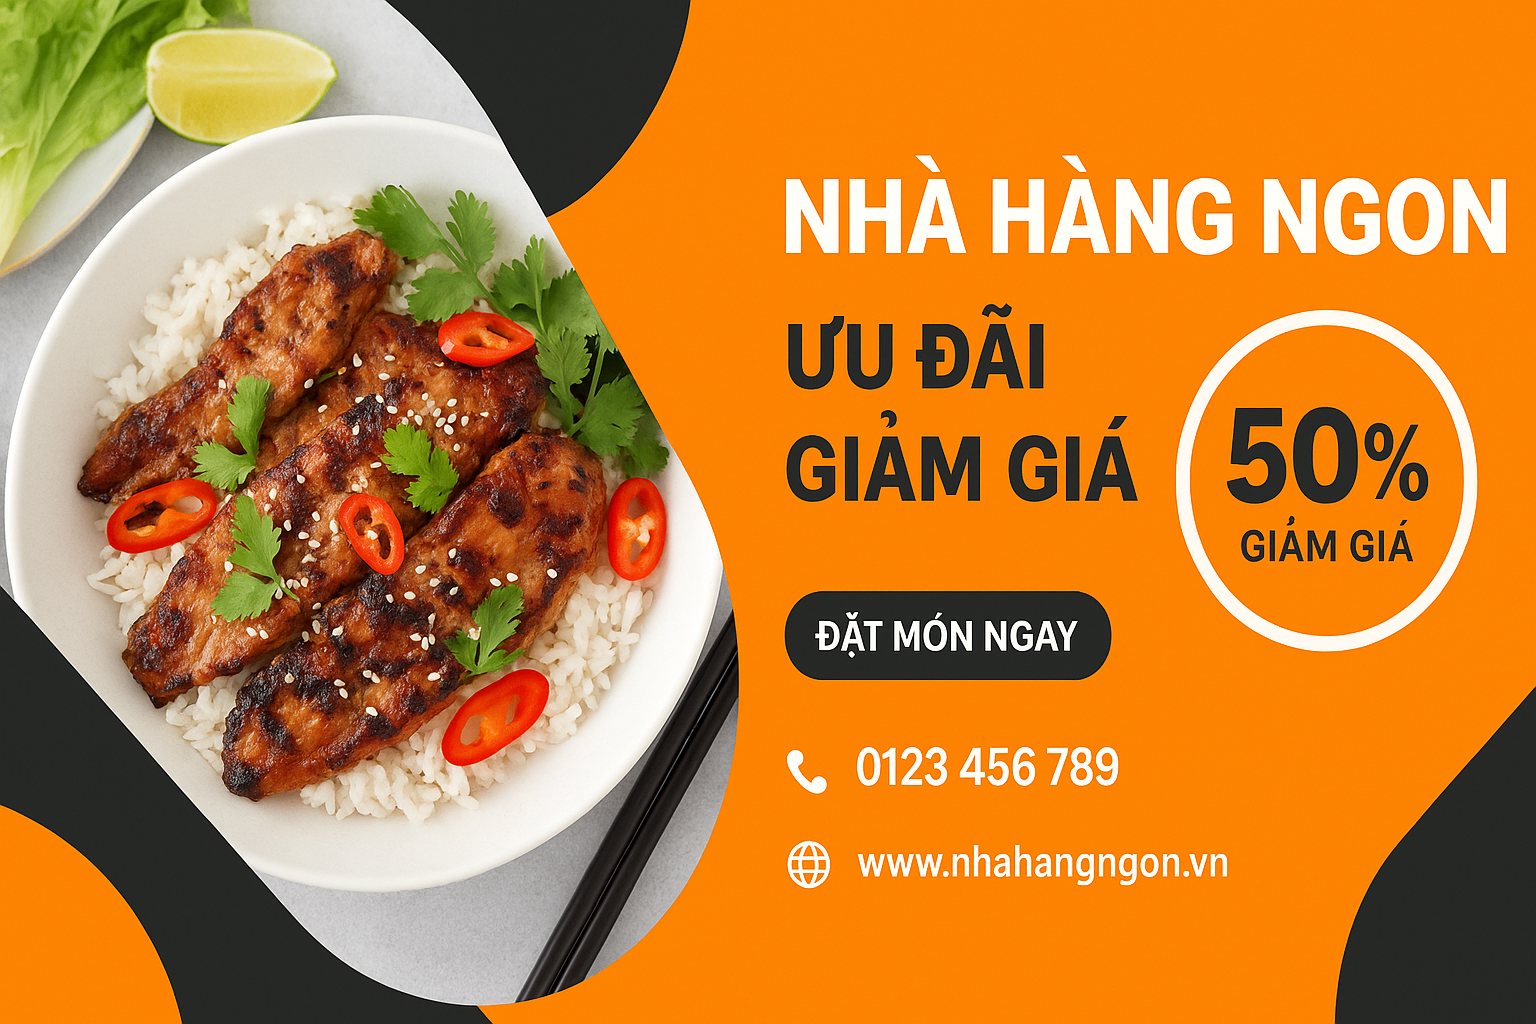 NHÀ HÀNG NGON
ƯU ĐÃI
GIẢM GIÁ
50%
GIẢM GIÁ
ĐẶT MÓN NGAY
0123 456 789
www.nhahangngon.vn